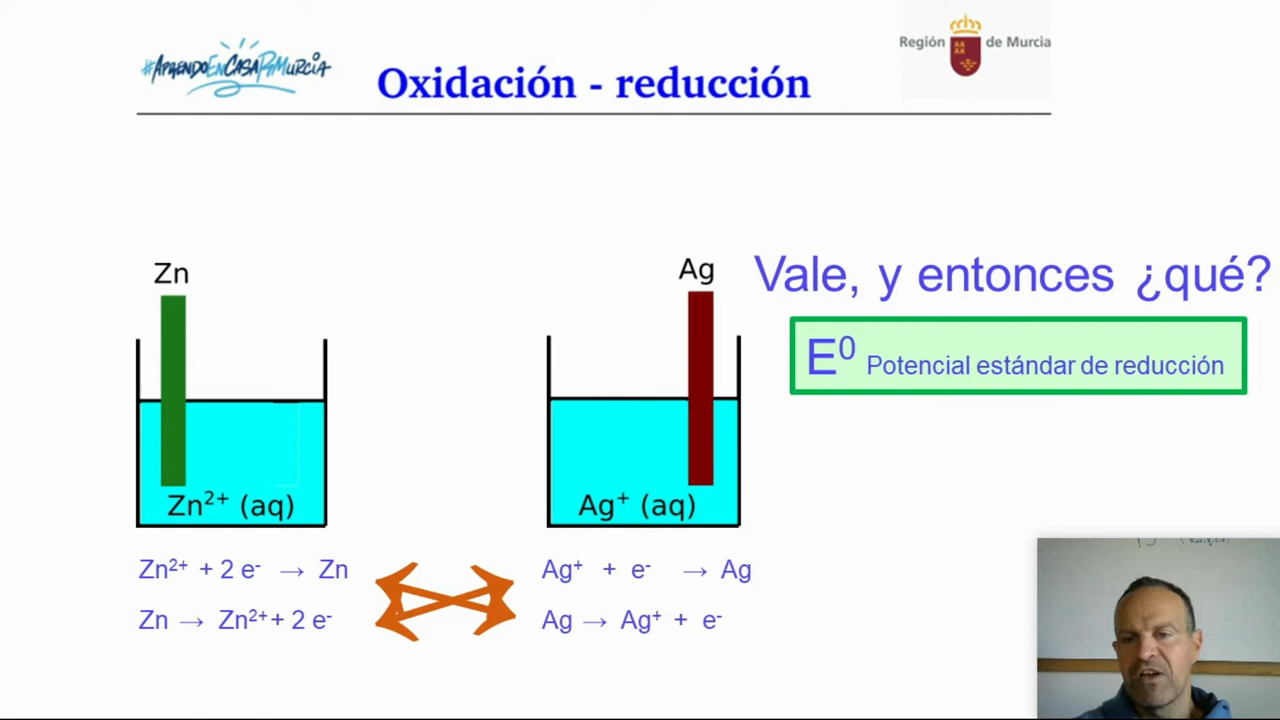 #AprendoEnCasaRMurcia
Región de Murcia
Oxidación - reducción
Zn
Ag
Vale, y entonces ¿qué?
E⁰ Potencial estándar de reducción
Zn²⁺ (aq)
Ag⁺ (aq)
Zn²⁺ + 2 e⁻ → Zn
Ag⁺ + e⁻ → Ag
Zn → Zn²⁺ + 2 e⁻
Ag → Ag⁺ + e⁻